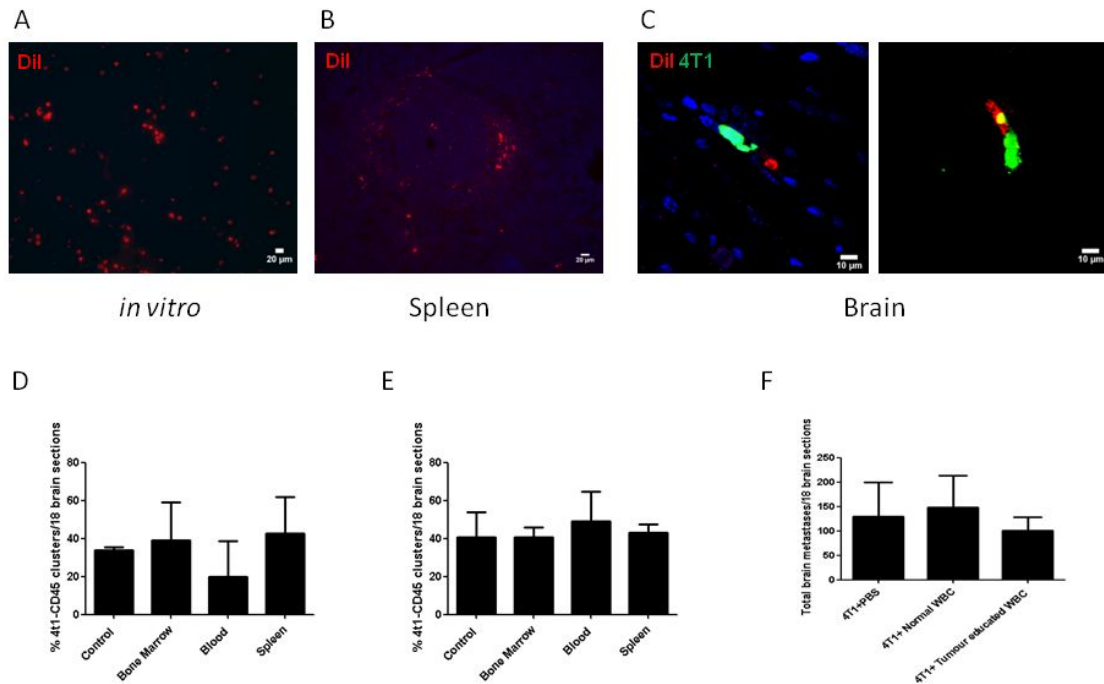 A
B
C
DiI
DiI
DiI 4T1
20 µm
20 µm
10 µm
10 µm
in vitro
Spleen
Brain
D
E
F
% 4t1-CD45 clusters/18 brain sections
80
60
40
20
0
Control
Bone Marrow
Blood
Spleen
% 4t1-CD45 clusters/18 brain sections
80
60
40
20
0
Control
Bone Marrow
Blood
Spleen
Total brain metastases/18 brain sections
250
200
150
100
50
0
4T1+PBS
4T1+ Normal WBC
4T1+ Tumour educated WBC